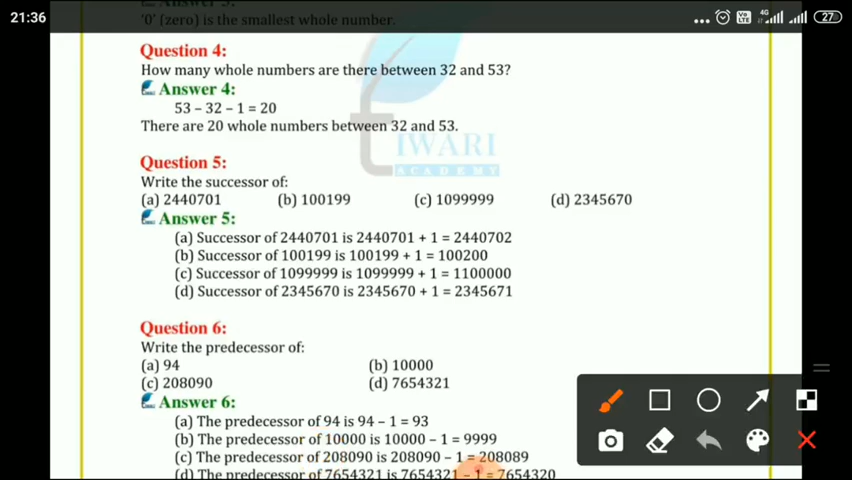 21:36
4G
Vo LTE
27
'0' (zero) is the smallest whole number.
Question 4:
How many whole numbers are there between 32 and 53?
Answer 4:
53 – 32 – 1 = 20
There are 20 whole numbers between 32 and 53.
TIWARI
ACADEMY
Question 5:
Write the successor of:
(a) 2440701 (b) 100199 (c) 1099999 (d) 2345670
Answer 5:
(a) Successor of 2440701 is 2440701 + 1 = 2440702
(b) Successor of 100199 is 100199 + 1 = 100200
(c) Successor of 1099999 is 1099999 + 1 = 1100000
(d) Successor of 2345670 is 2345670 + 1 = 2345671
Question 6:
Write the predecessor of:
(a) 94 (b) 10000
(c) 208090 (d) 7654321
Answer 6:
(a) The predecessor of 94 is 94 – 1 = 93
(b) The predecessor of 10000 is 10000 – 1 = 9999
(c) The predecessor of 208090 is 208090 – 1 = 208089
(d) The predecessor of 7654321 is 7654321 – 1 = 7654320